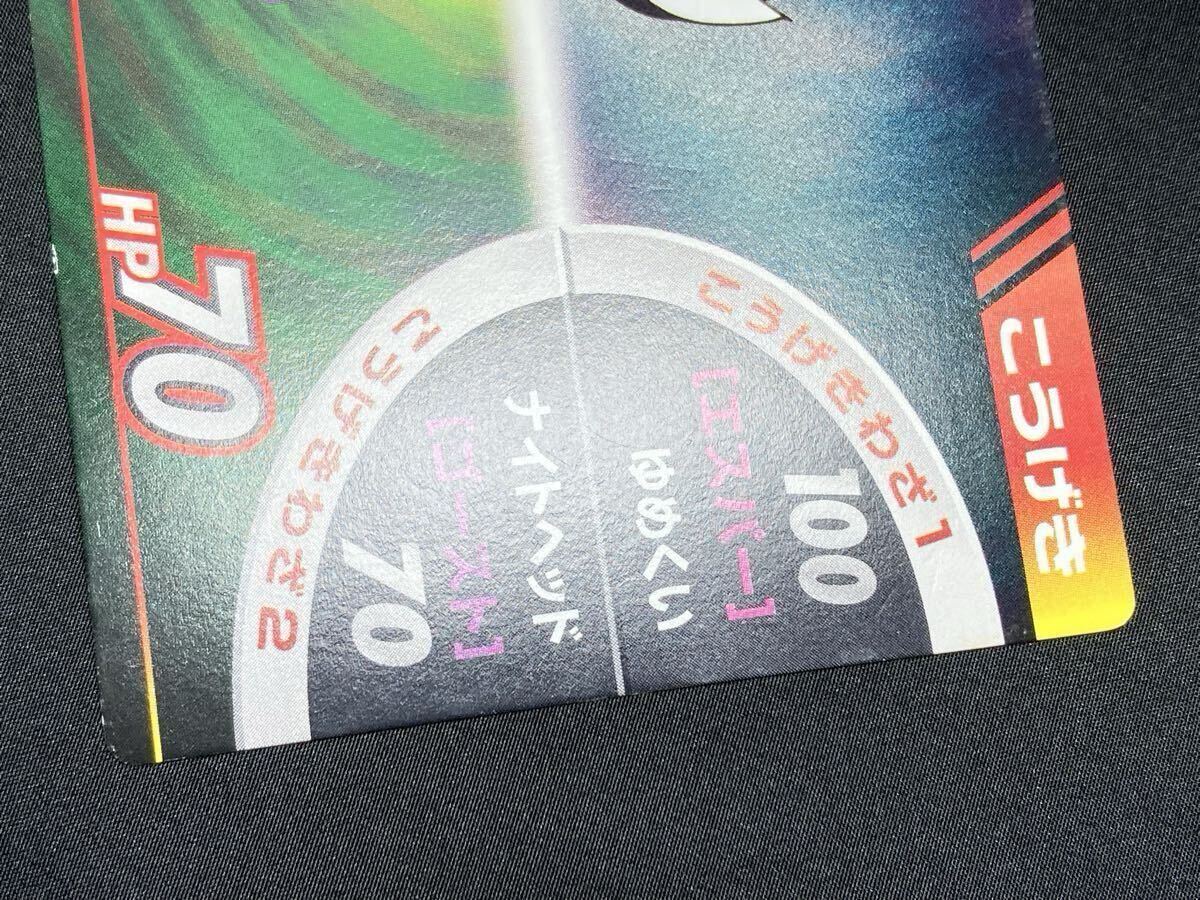 HP70
こうげき
こうげきわざ1
[エスパー]
ゆめくい
100
こうげきわざ2
ナイトヘッド
[ゴースト]
70